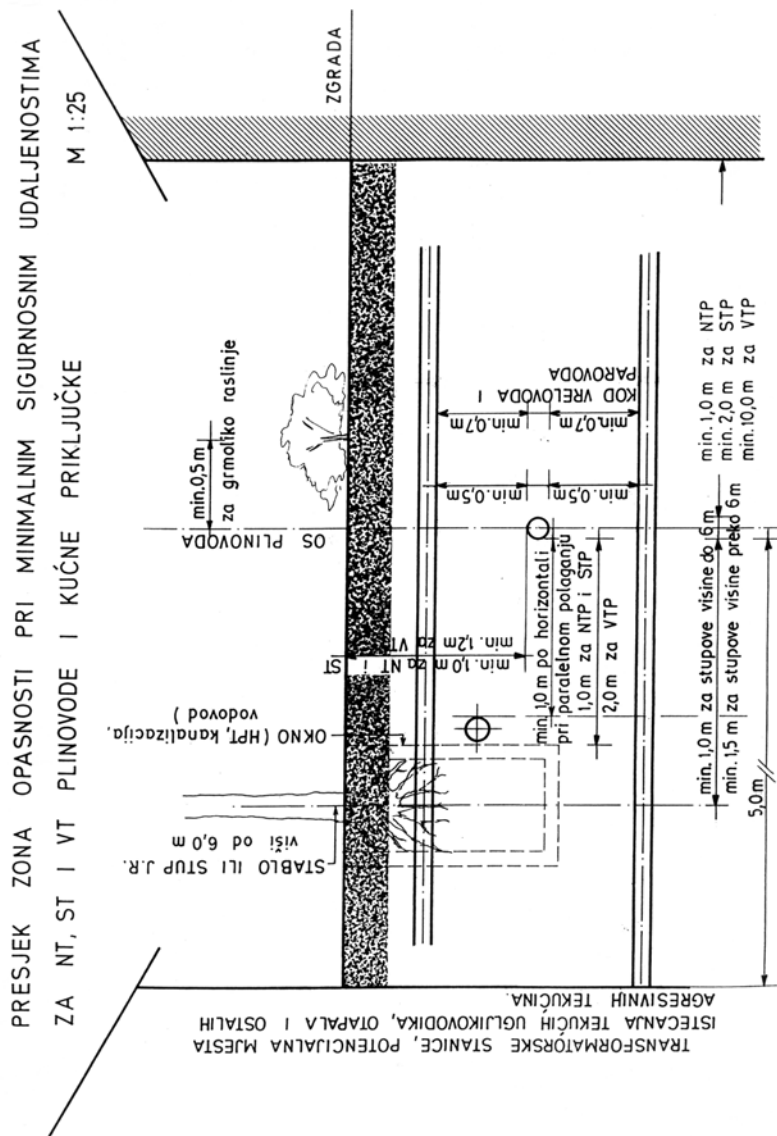 PRESJEK ZONA OPASNOSTI PRI MINIMALNIM SIGURNOSNIM UDALJENOSTIMA
ZA NT, ST I VT PLINOVODE I KUĆNE PRIKLJUČKE
M 1:25
ZGRADA
min. 0,5m
za grmoliko raslinje
OS PLINOVODA
STABLO ILI STUP J.R.
viši od 6,0 m
OKNO ( HPT, kanalizacija,
vodovod )
min. 1,0 m za NT i ST
min. 1,2m za VT
min. 0,5m
min. 0,5m
min. 0,7m
min. 0,7m
KOD VRELOVODA I
PAROVODA
min. 1,0 m po horizontali
pri paralelnom polaganju
1,0 m za NTP i STP
2,0 m za VTP
min. 1,0 m za stupove visine do 6 m
min. 1,5 m za stupove visine preko 6 m
5,0 m
min. 1,0 m za NTP
min. 2,0 m za STP
min. 10,0 m za VTP
TRANSFORMATORSKE STANICE, POTENCIJALNA MJESTA
ISTECANJA TEKUĆIH UGLJIKOVODIKA, OTAPALA I OSTALIH
AGRESIVNIH TEKUĆINA.